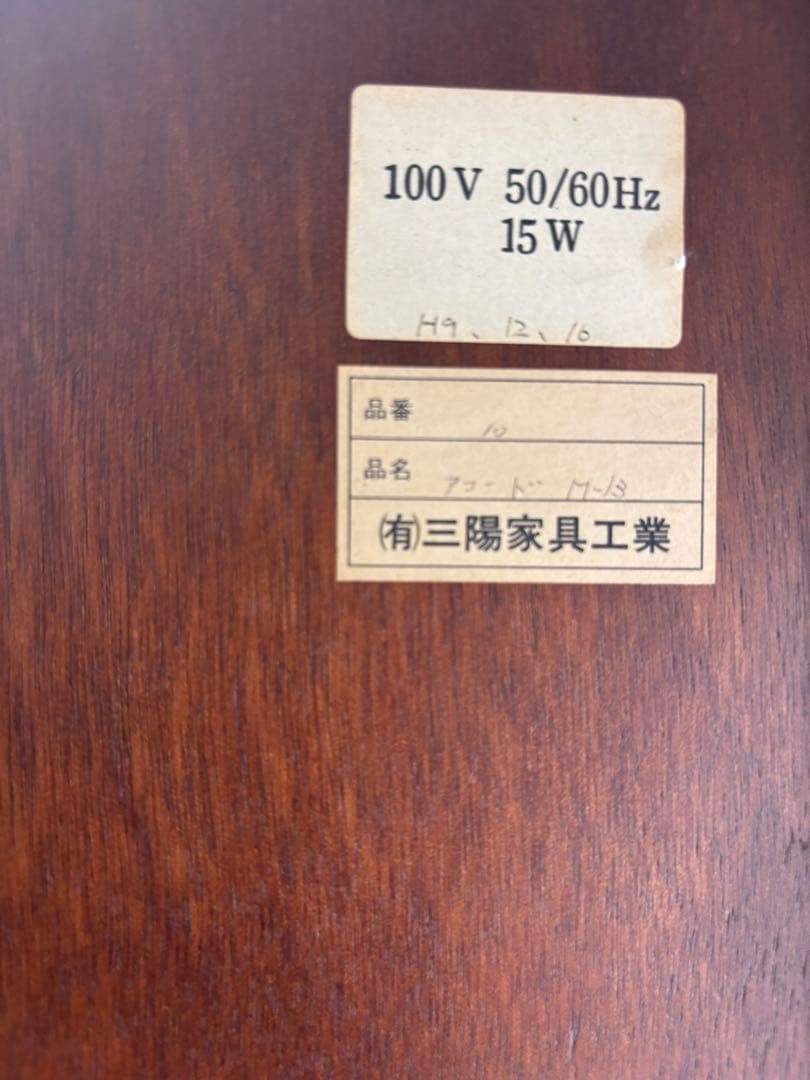 100V 50/60Hz
15W
H9、12、10
品番 10
品名 アコード M-13
㈲三陽家具工業